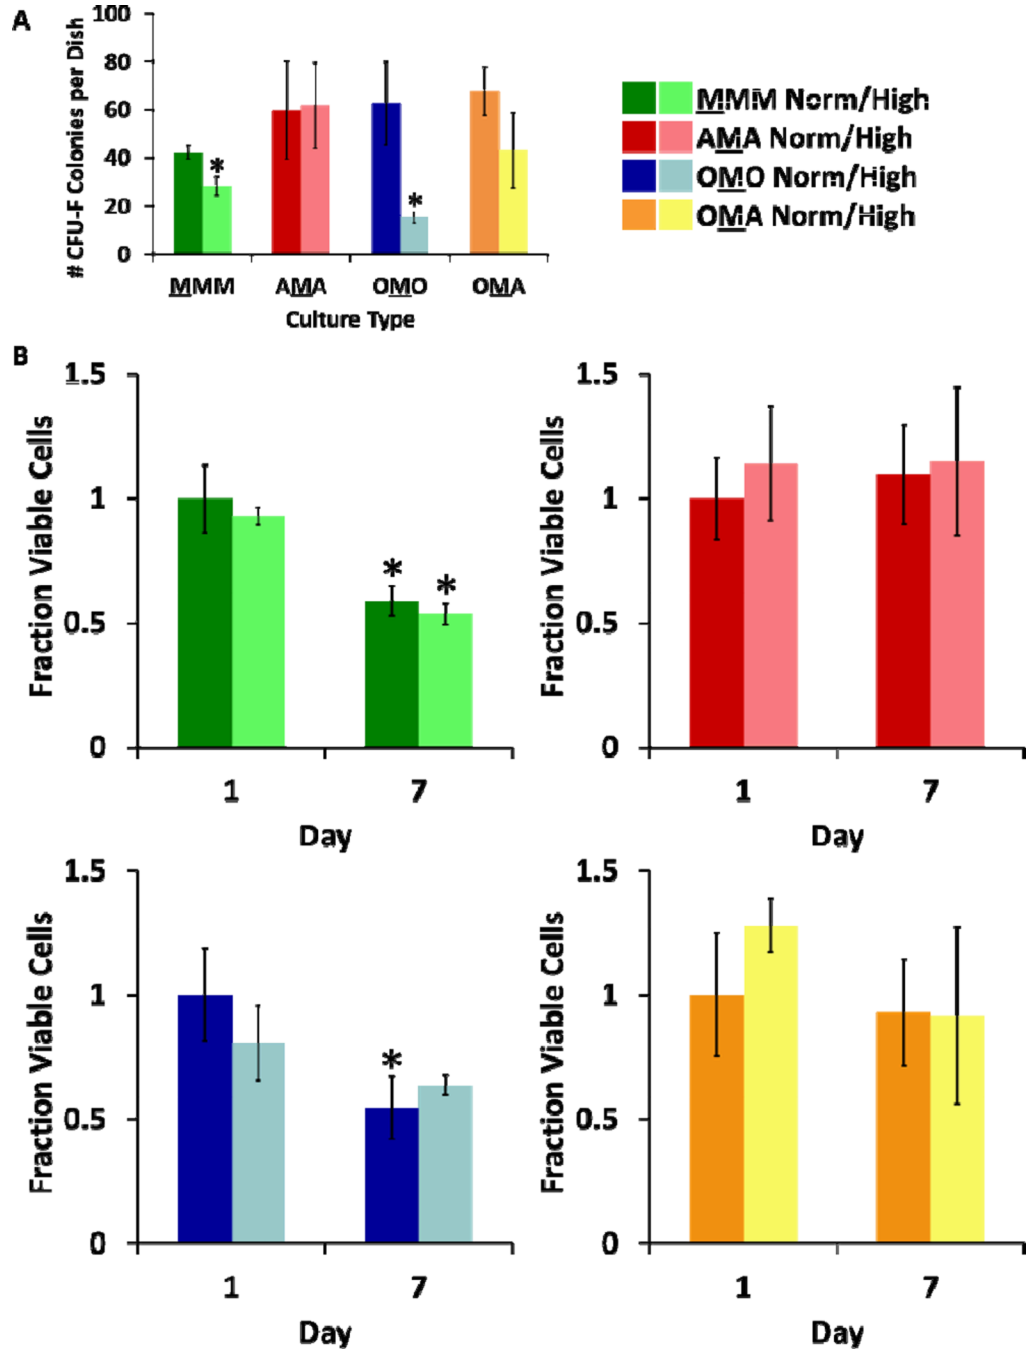 A
# CFU-F Colonies per Dish
100
80
60
40
20
0
*
*
MMM
AMA
OMO
OMA
Culture Type
MMM Norm/High
AMA Norm/High
OMO Norm/High
OMA Norm/High
B
Fraction Viable Cells
1.5
1
0.5
0
*
*
1
7
Day
Fraction Viable Cells
1.5
1
0.5
0
1
7
Day
Fraction Viable Cells
1.5
1
0.5
0
*
1
7
Day
Fraction Viable Cells
1.5
1
0.5
0
1
7
Day